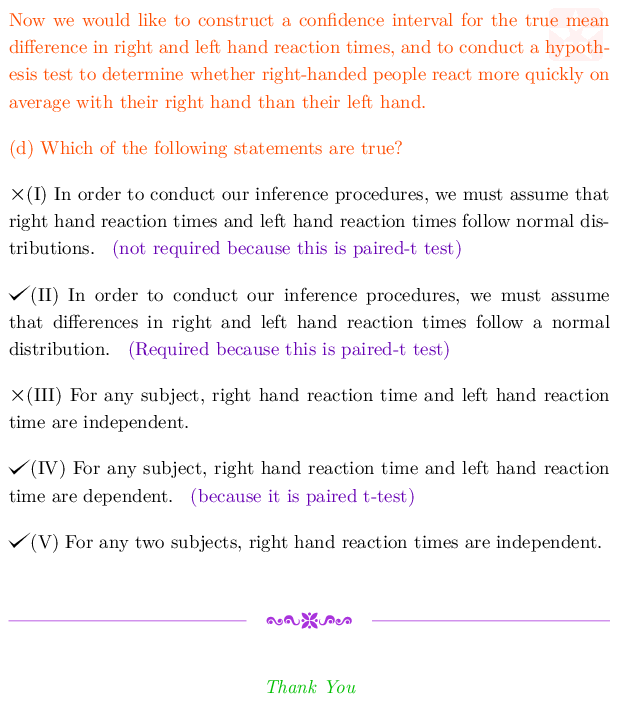 Now we would like to construct a confidence interval for the true mean
difference in right and left hand reaction times, and to conduct a hypoth-
esis test to determine whether right-handed people react more quickly on
average with their right hand than their left hand.
(d) Which of the following statements are true?
×(I) In order to conduct our inference procedures, we must assume that
right hand reaction times and left hand reaction times follow normal dis-
tributions. (not required because this is paired-t test)
✓(II) In order to conduct our inference procedures, we must assume
that differences in right and left hand reaction times follow a normal
distribution. (Required because this is paired-t test)
×(III) For any subject, right hand reaction time and left hand reaction
time are independent.
✓(IV) For any subject, right hand reaction time and left hand reaction
time are dependent. (because it is paired t-test)
✓(V) For any two subjects, right hand reaction times are independent.
Thank You